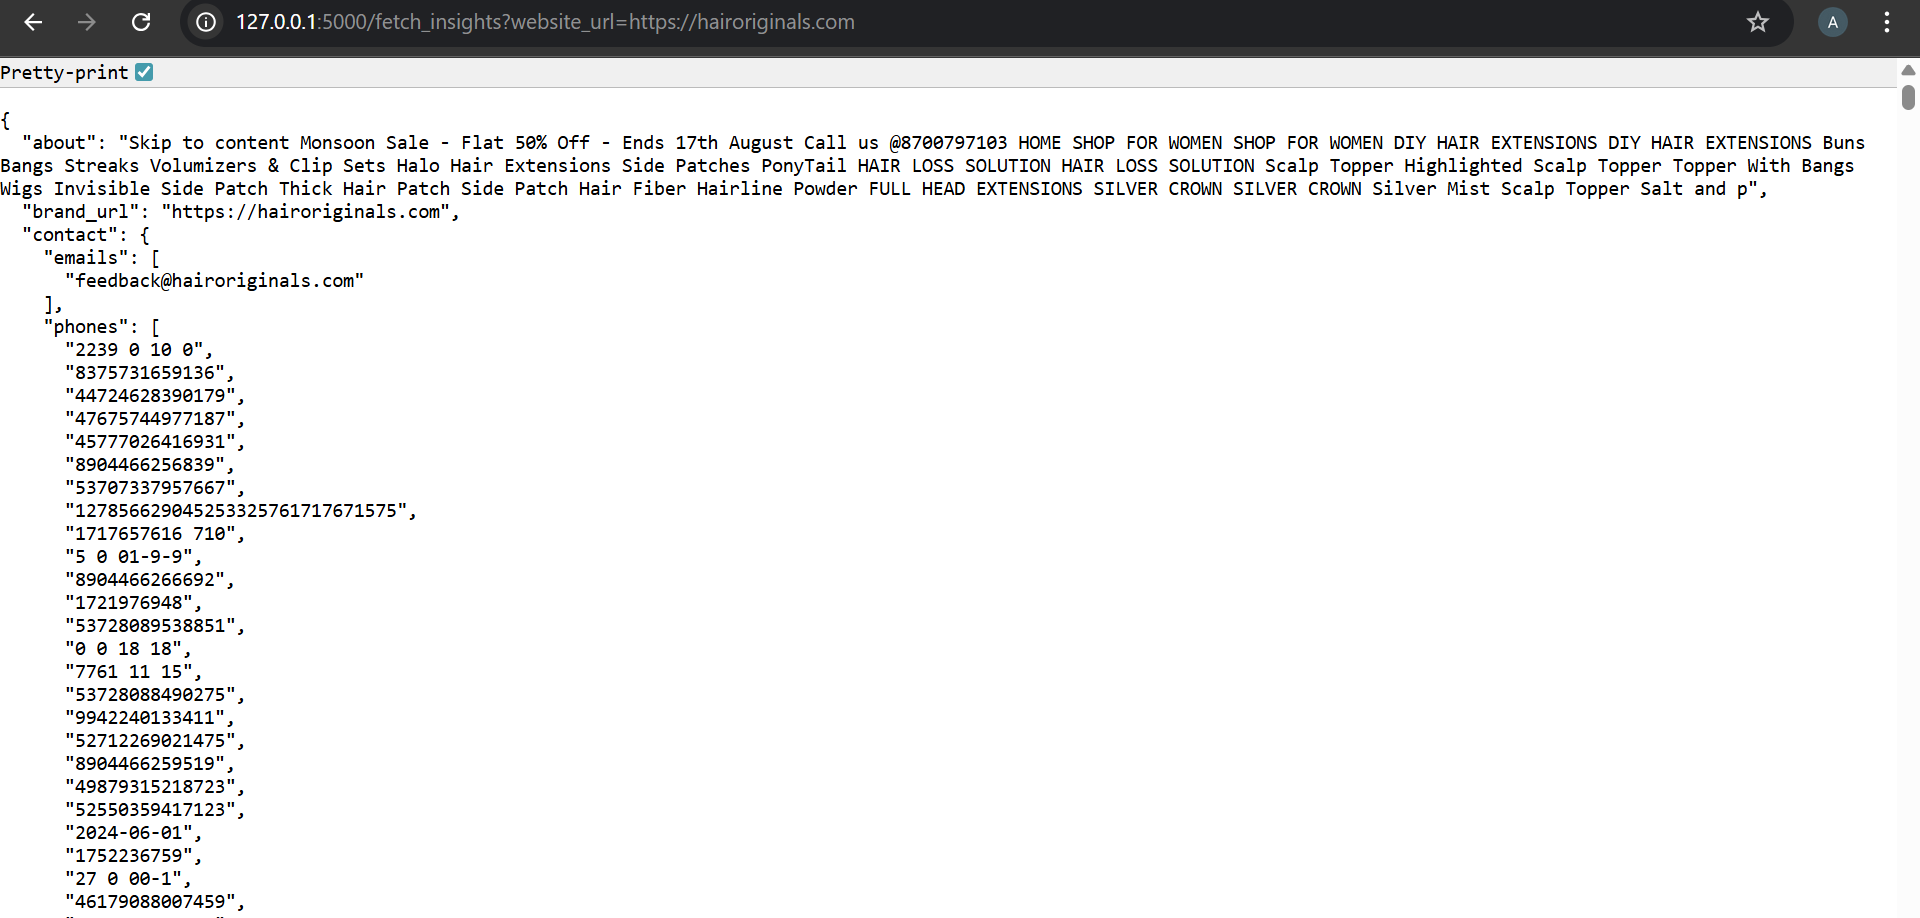 127.0.0.1:5000/fetch_insights?website_url=https://hairoriginals.com
A
Pretty-print
{
"about": "Skip to content Monsoon Sale - Flat 50% Off - Ends 17th August Call us @8700797103 HOME SHOP FOR WOMEN SHOP FOR WOMEN DIY HAIR EXTENSIONS DIY HAIR EXTENSIONS Buns
Bangs Streaks Volumizers & Clip Sets Halo Hair Extensions Side Patches PonyTail HAIR LOSS SOLUTION HAIR LOSS SOLUTION Scalp Topper Highlighted Scalp Topper Topper With Bangs
Wigs Invisible Side Patch Thick Hair Patch Side Patch Hair Fiber Hairline Powder FULL HEAD EXTENSIONS SILVER CROWN SILVER CROWN Silver Mist Scalp Topper Salt and p",
"brand_url": "https://hairoriginals.com",
"contact": {
"emails": [
"feedback@hairoriginals.com"
],
"phones": [
"2239 0 10 0",
"8375731659136",
"44724628390179",
"47675744977187",
"45777026416931",
"8904466256839",
"53707337957667",
"127856629045253325761717671575",
"1717657616 710",
"5 0 01-9-9",
"8904466266692",
"1721976948",
"53728089538851",
"0 0 18 18",
"7761 11 15",
"53728088490275",
"9942240133411",
"52712269021475",
"8904466259519",
"49879315218723",
"52550359417123",
"2024-06-01",
"1752236759",
"27 0 00-1",
"46179088007459",